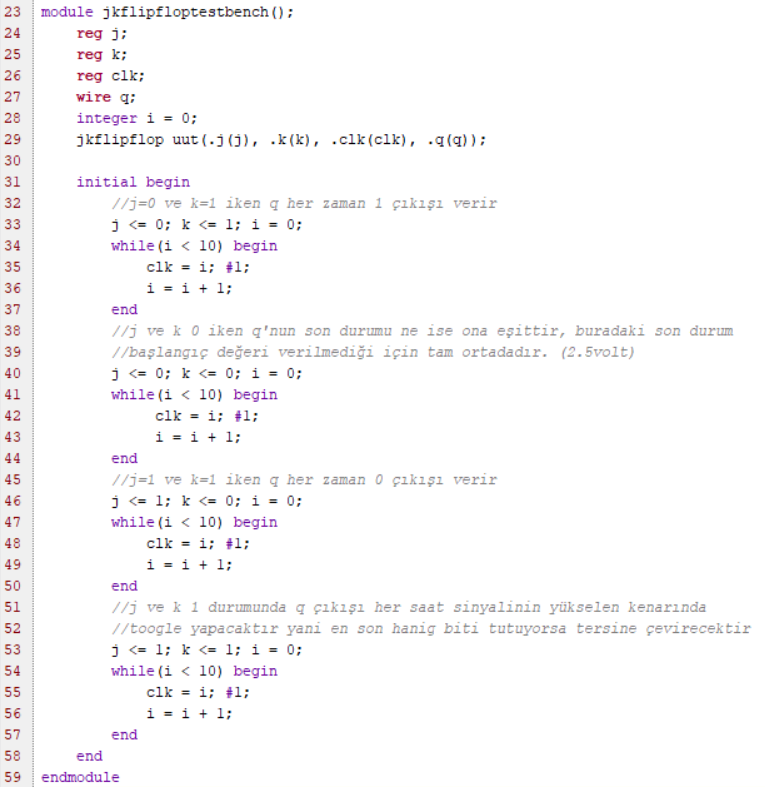 23 module jkflipfloptestbench();
24     reg j;
25     reg k;
26     reg clk;
27     wire q;
28     integer i = 0;
29     jkflipflop uut(.j(j), .k(k), .clk(clk), .q(q));
30
31     initial begin
32         //j=0 ve k=1 iken q her zaman 1 çıkışı verir
33         j <= 0; k <= 1; i = 0;
34         while(i < 10) begin
35             clk = i; #1;
36             i = i + 1;
37         end
38         //j ve k 0 iken q'nun son durumu ne ise ona eşittir, buradaki son durum
39         //başlangıç değeri verilmediği için tam ortadadır. (2.5volt)
40         j <= 0; k <= 0; i = 0;
41         while(i < 10) begin
42              clk = i; #1;
43              i = i + 1;
44         end
45         //j=1 ve k=1 iken q her zaman 0 çıkışı verir
46         j <= 1; k <= 0; i = 0;
47         while(i < 10) begin
48             clk = i; #1;
49             i = i + 1;
50         end
51         //j ve k 1 durumunda q çıkışı her saat sinyalinin yükselen kenarında
52         //toogle yapacaktır yani en son hanig biti tutuyorsa tersine çevirecektir
53         j <= 1; k <= 1; i = 0;
54         while(i < 10) begin
55             clk = i; #1;
56             i = i + 1;
57         end
58     end
59 endmodule